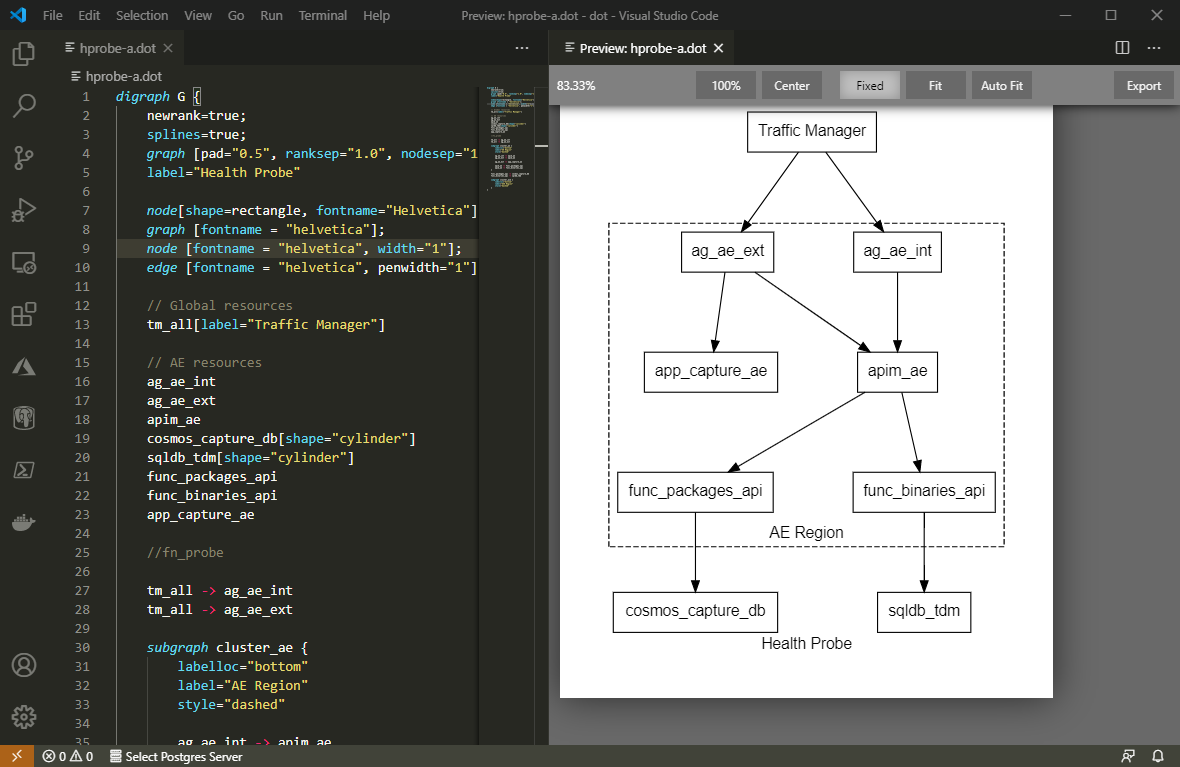 File Edit Selection View Go Run Terminal Help
Preview: hprobe-a.dot - dot - Visual Studio Code
hprobe-a.dot
hprobe-a.dot
1 digraph G {
2 newrank=true;
3 splines=true;
4 graph [pad="0.5", ranksep="1.0", nodesep="1
5 label="Health Probe"
6
7 node[shape=rectangle, fontname="Helvetica"]
8 graph [fontname = "helvetica"];
9 node [fontname = "helvetica", width="1"];
10 edge [fontname = "helvetica", penwidth="1"]
11
12 // Global resources
13 tm_all[label="Traffic Manager"]
14
15 // AE resources
16 ag_ae_int
17 ag_ae_ext
18 apim_ae
19 cosmos_capture_db[shape="cylinder"]
20 sqldb_tdm[shape="cylinder"]
21 func_packages_api
22 func_binaries_api
23 app_capture_ae
24
25 //fn_probe
26
27 tm_all -> ag_ae_int
28 tm_all -> ag_ae_ext
29
30 subgraph cluster_ae {
31 labelloc="bottom"
32 label="AE Region"
33 style="dashed"
34
35 ag_ae_int -> apim_ae
Preview: hprobe-a.dot
83.33% 100% Center Fixed Fit Auto Fit Export
Traffic Manager
ag_ae_ext ag_ae_int
app_capture_ae apim_ae
func_packages_api func_binaries_api
AE Region
cosmos_capture_db sqldb_tdm
Health Probe
0 0 Select Postgres Server